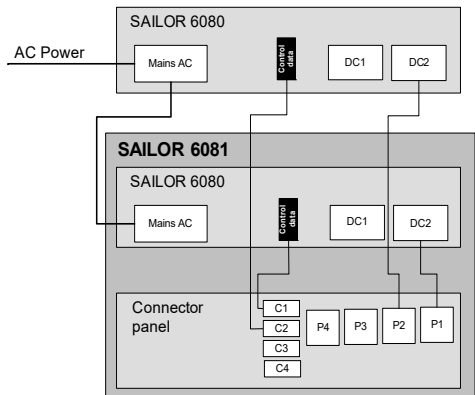 SAILOR 6080
AC Power
Mains AC
Control
data
DC1
DC2
SAILOR 6081
SAILOR 6080
Mains AC
Control
data
DC1
DC2
Connector
panel
C1
C2
C3
C4
P4
P3
P2
P1